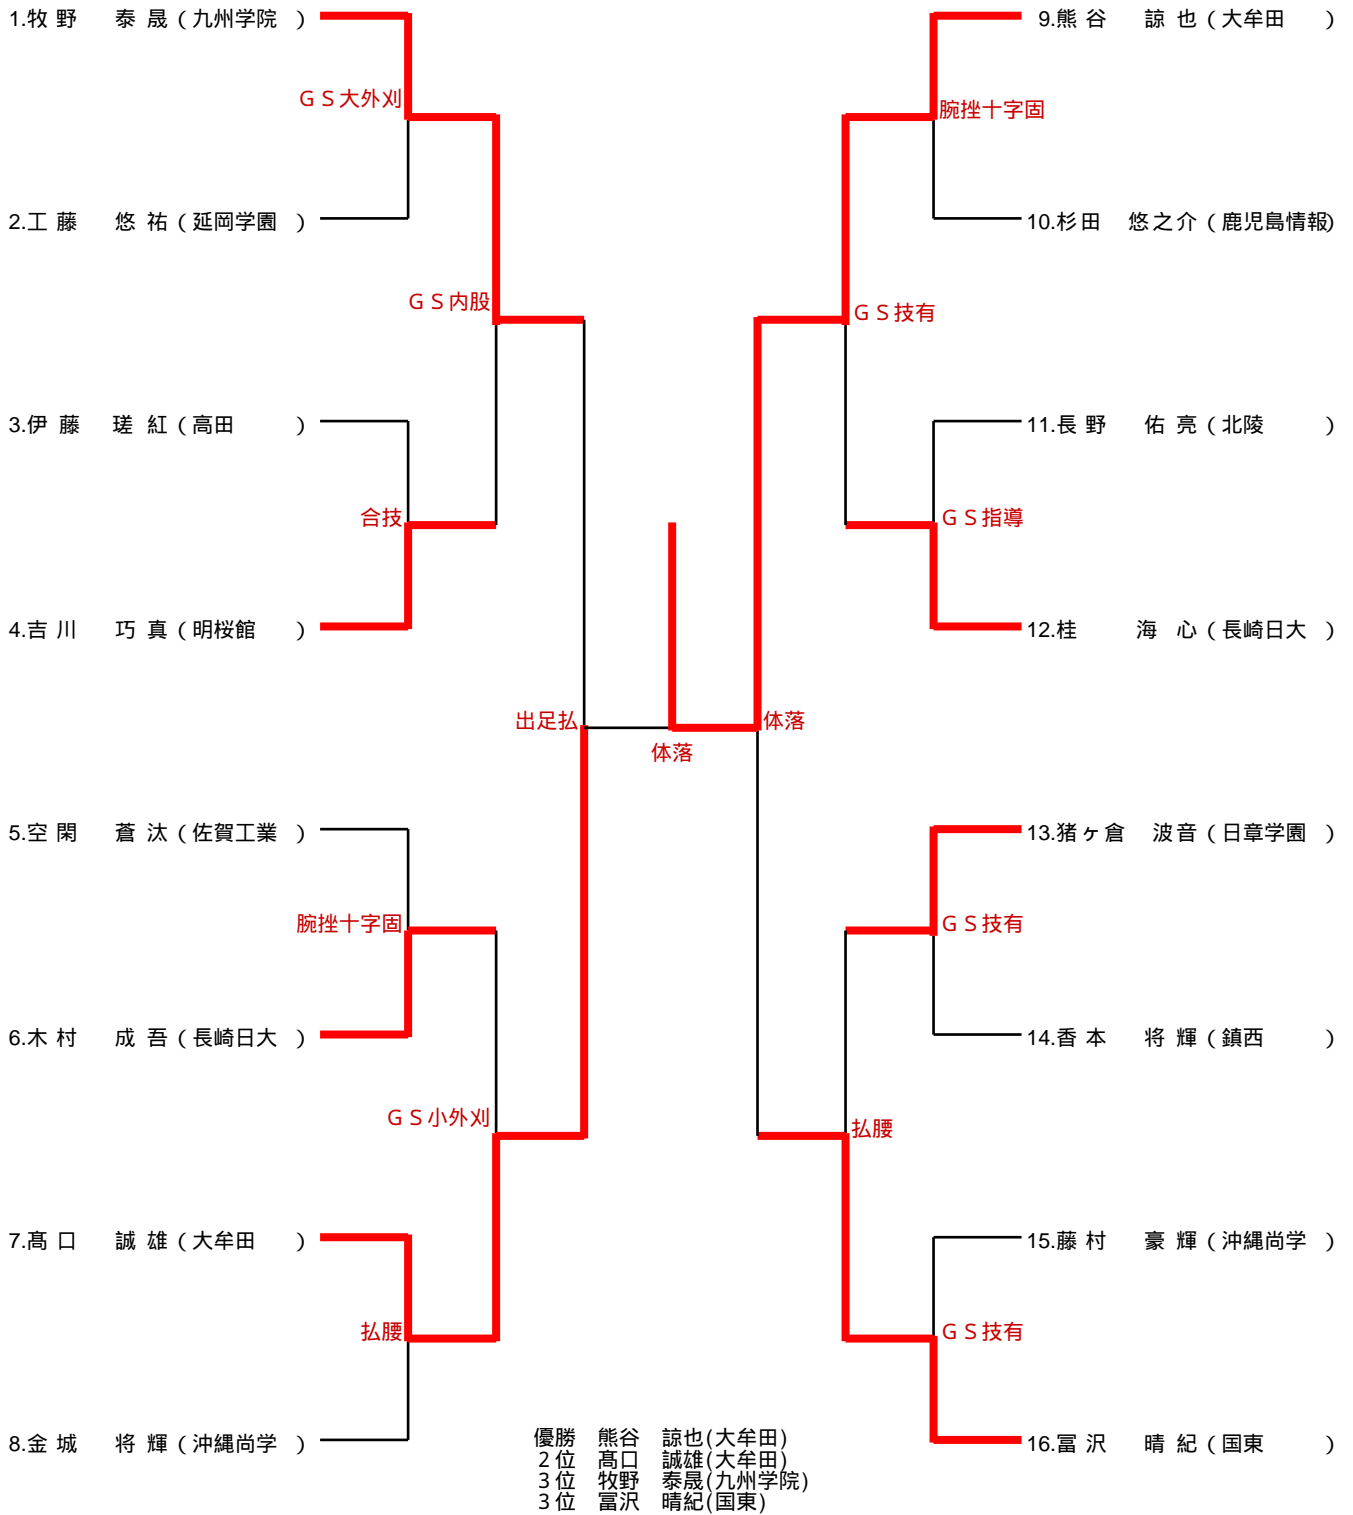 1.牧野　泰晟（九州学院）
GS大外刈
2.工藤　悠祐（延岡学園）
GS内股
3.伊藤　瑳紅（高田）
合技
4.吉川　巧真（明桜館）
出足払
5.空閑　蒼汰（佐賀工業）
腕挫十字固
6.木村　成吾（長崎日大）
GS小外刈
7.髙口　誠雄（大牟田）
払腰
8.金城　将輝（沖縄尚学）
体落
9.熊谷　諒也（大牟田）
腕挫十字固
10.杉田　悠之介（鹿児島情報）
GS技有
11.長野　佑亮（北陵）
GS指導
12.桂　海心（長崎日大）
体落
13.猪ヶ倉　波音（日章学園）
GS技有
14.香本　将輝（鎮西）
払腰
15.藤村　豪輝（沖縄尚学）
GS技有
16.冨沢　晴紀（国東）
優勝　熊谷　諒也(大牟田)
2位　髙口　誠雄(大牟田)
3位　牧野　泰晟(九州学院)
3位　冨沢　晴紀(国東)